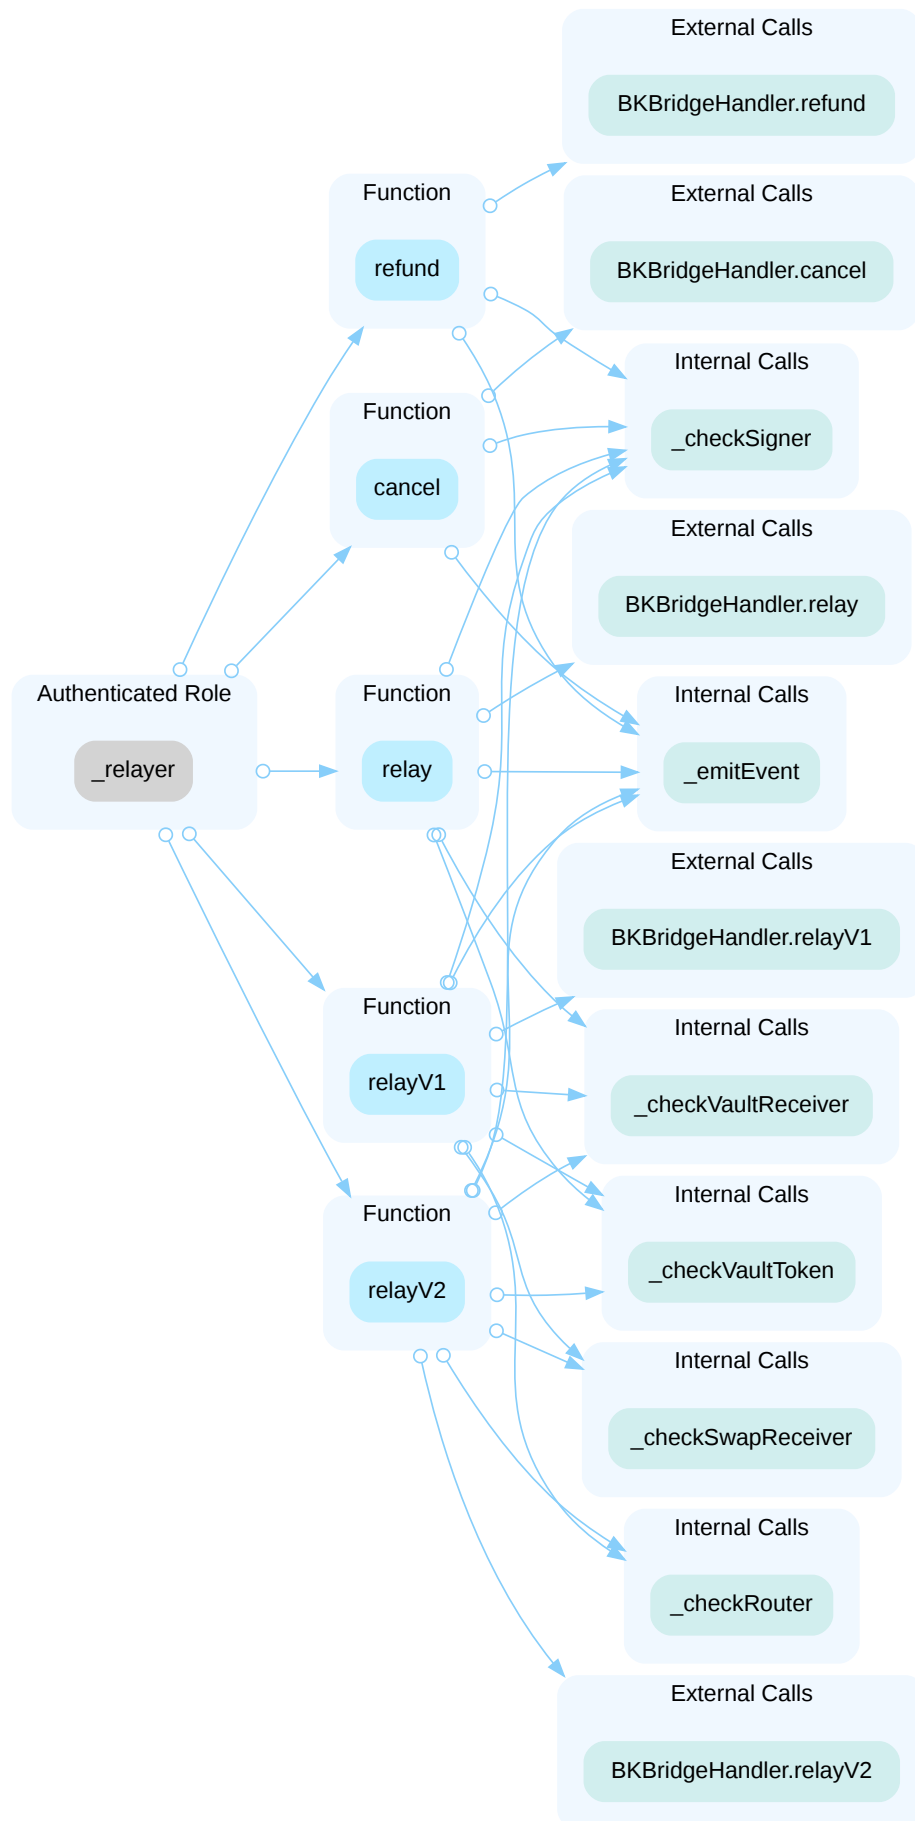 Authenticated Role
_relayer
Function
refund
Function
cancel
Function
relay
Function
relayV1
Function
relayV2
External Calls
BKBridgeHandler.refund
External Calls
BKBridgeHandler.cancel
Internal Calls
_checkSigner
External Calls
BKBridgeHandler.relay
Internal Calls
_emitEvent
External Calls
BKBridgeHandler.relayV1
Internal Calls
_checkVaultReceiver
Internal Calls
_checkVaultToken
Internal Calls
_checkSwapReceiver
Internal Calls
_checkRouter
External Calls
BKBridgeHandler.relayV2